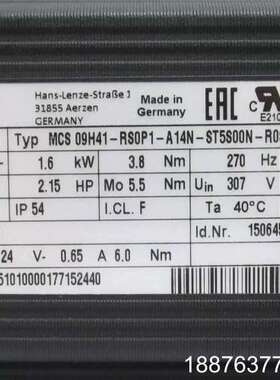 Hans-Lenze-Straße 1
31855 Aerzen
GERMANY
Made in
Germany
EAC
C
US
Typ MCS 09H41-RS0P1-A14N-ST5S00N-R0
1.6 kW 3.8 Nm 270 Hz
2.15 HP Mo 5.5 Nm Uin 307 V
IP 54 I.CL. F Ta 40°C
Id.Nr. 15064
24 V- 0.65 A 6.0 Nm
51010000177152440
18876377